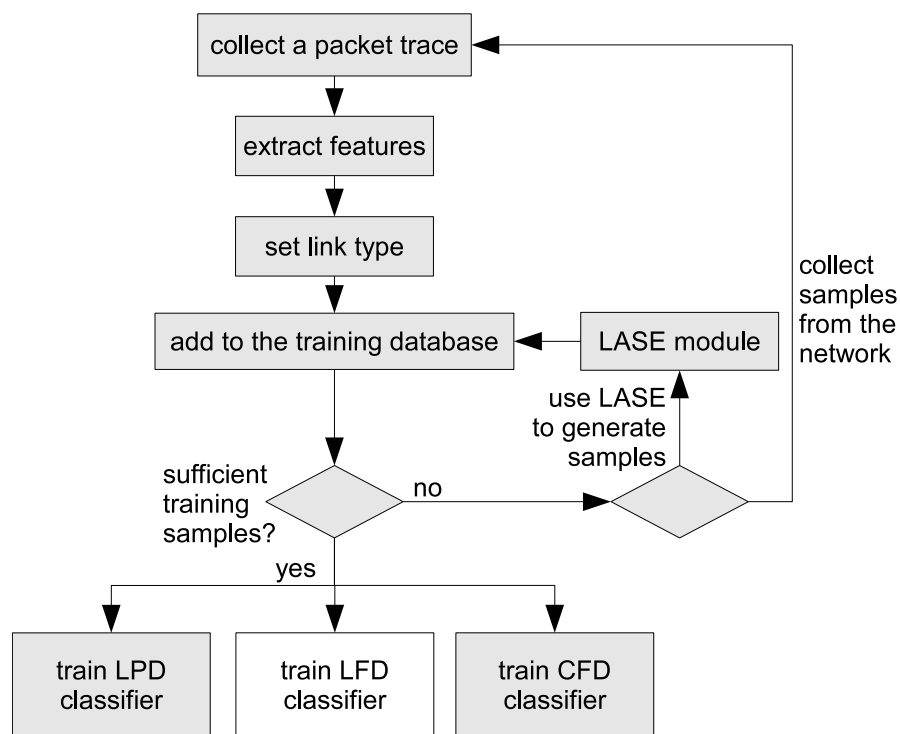 collect a packet trace
extract features
set link type
add to the training database
LASE module
collect
samples
from the
network
use LASE
to generate
samples
sufficient
training
samples?
no
yes
train LPD
classifier
train LFD
classifier
train CFD
classifier